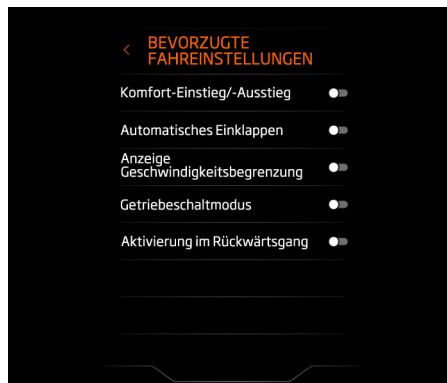 BEVORZUGTE
FAHREINSTELLUNGEN
Komfort-Einstieg/-Ausstieg
Automatisches Einklappen
Anzeige
Geschwindigkeitsbegrenzung
Getriebeschaltmodus
Aktivierung im Rückwärtsgang